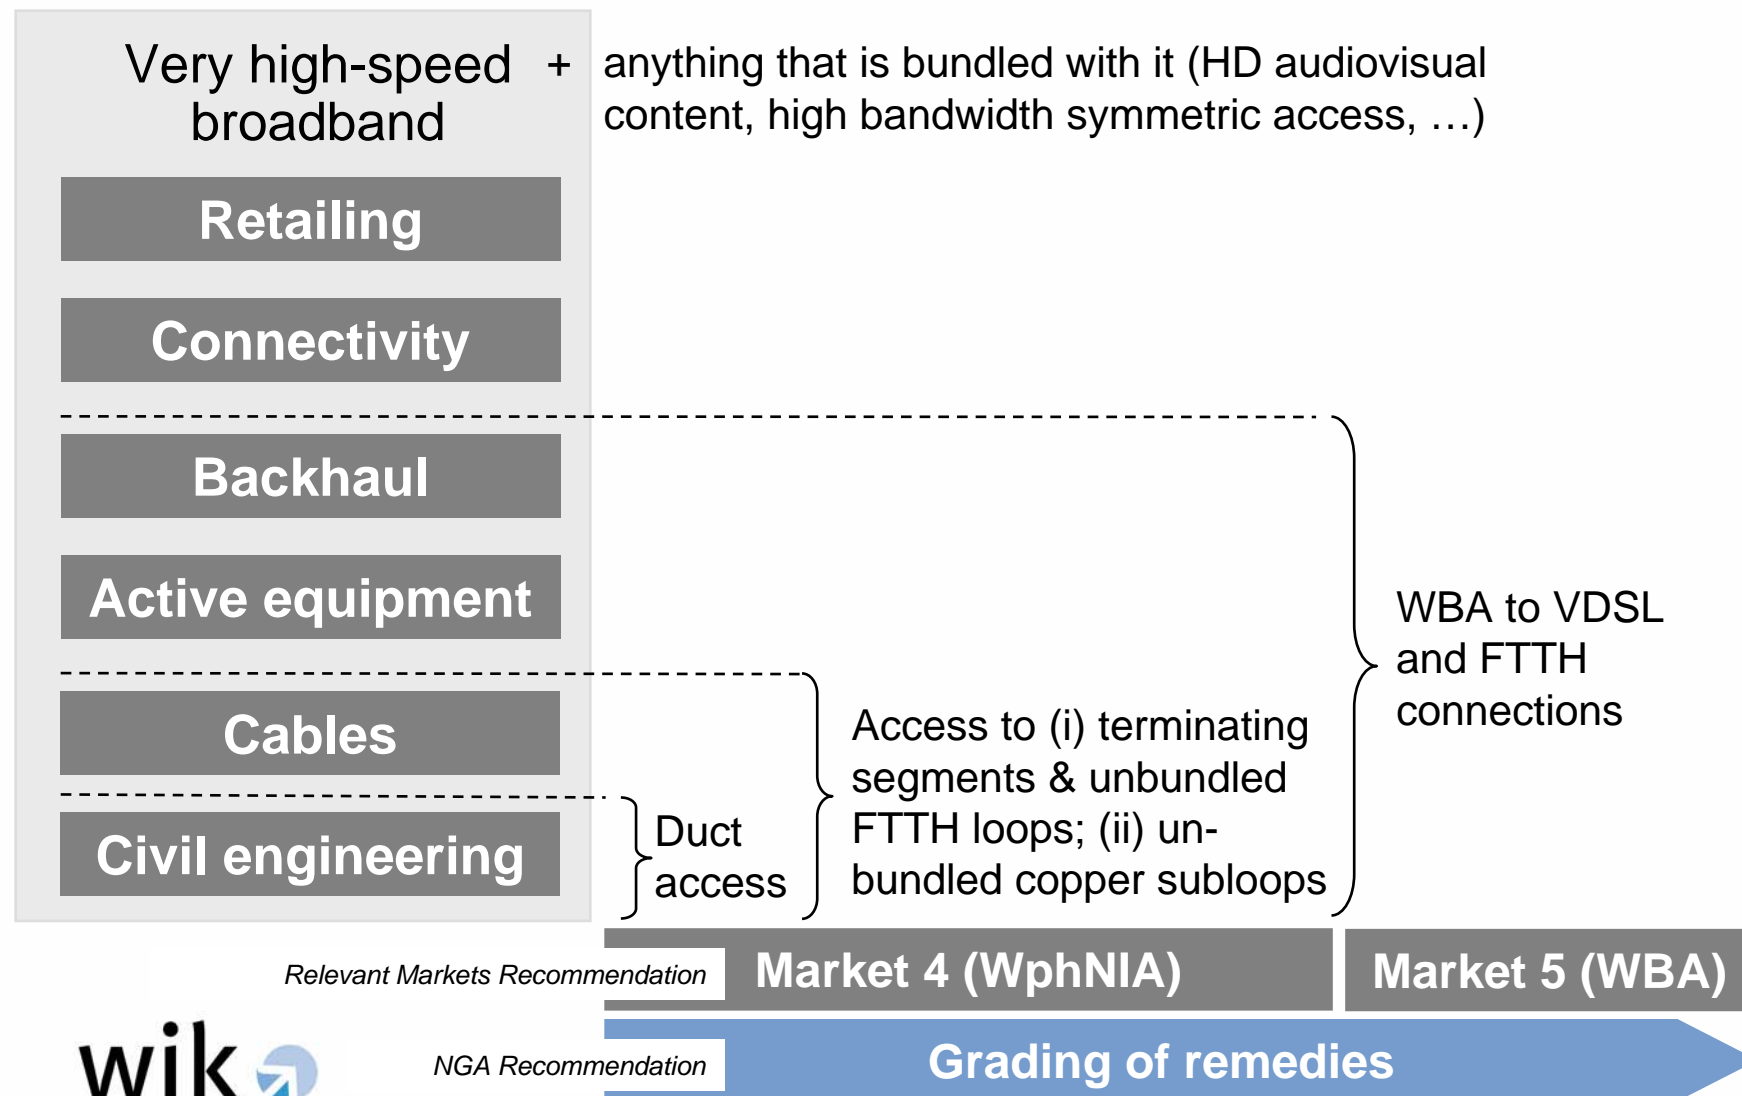 Very high-speed + anything that is bundled with it (HD audiovisual
broadband content, high bandwidth symmetric access, …)
Retailing
Connectivity
Backhaul
Active equipment
WBA to VDSL
and FTTH
connections
Cables
Access to (i) terminating
segments & unbundled
FTTH loops; (ii) un-
bundled copper subloops
Civil engineering
Duct
access
Relevant Markets Recommendation
Market 4 (WphNIA)
Market 5 (WBA)
wik
NGA Recommendation
Grading of remedies